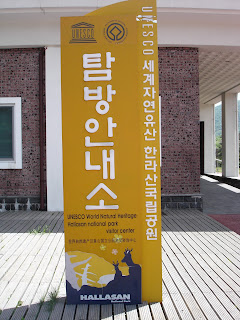 UNESCO
탐방안내소
UNESCO World Natural heritage
Hallasan national park
visitor center
HALLASAN
UNESCO 세계자연유산 한라산국립공원